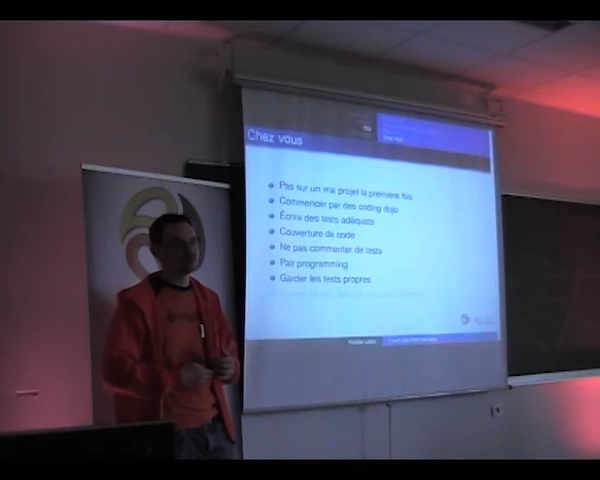 Chez vous
Pas sur un vrai projet la première fois
Commencer par des coding dojo
Écrire des tests adéquats
Couverture de code
Ne pas commenter de tests
Pair programming
Garder les tests propres